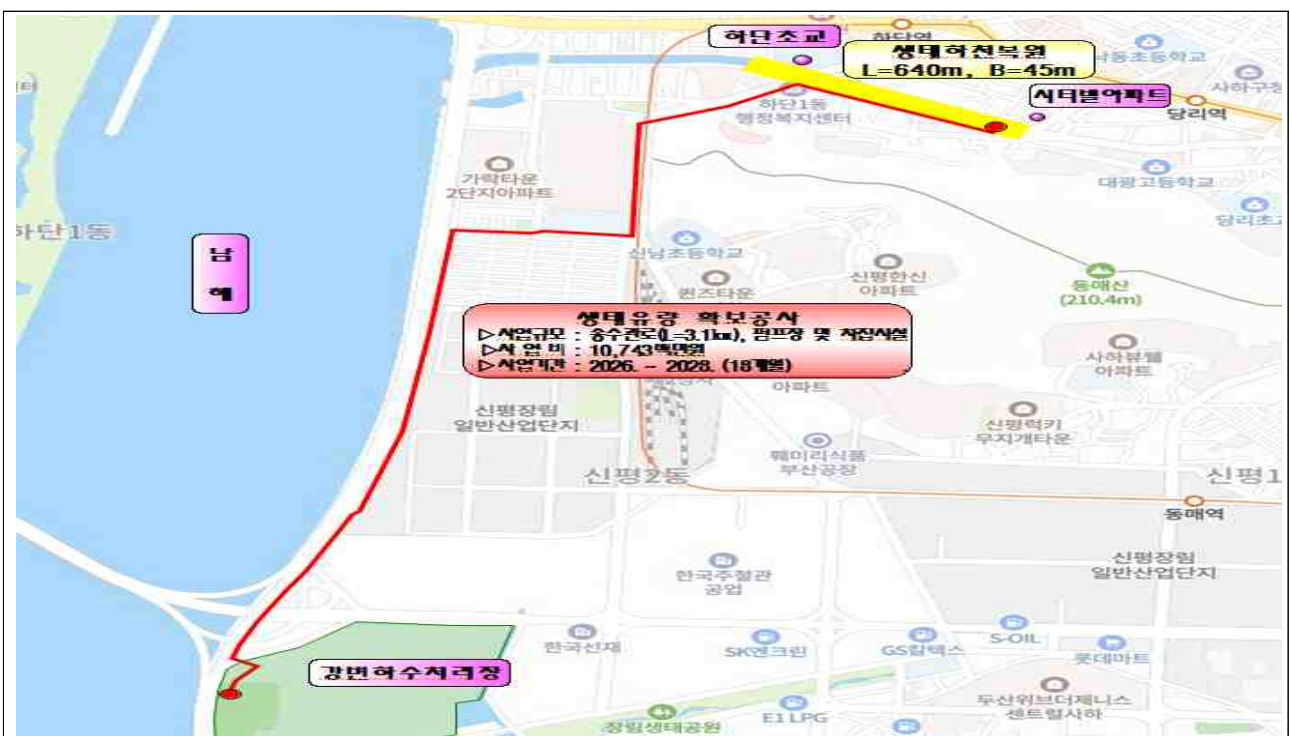 하단초교
하단역
생태하천복원
L=640m, B=45m
남동초등학교
사하구청
시티빌아파트
당리역
하단1동
행정복지센터
가락타운
2단지아파트
대광고등학교
당리초
하단1동
남
해
신남초등학교
퀸즈타운
신평한신
아파트
동매산
(210.4m)
생태유량 확보공사
▷사업규모 : 송수관로(L=3.1km), 펌프장 및 차집시설
▷사 업 비 : 10,743백만원
▷사업기간 : 2026. ~ 2028. (18개월)
사하뷰웰
아파트
아파트
신평장림
일반산업단지
신평럭키
무지개타운
훼미리식품
부산공장
신평2동
신평1
동매역
한국주철관
공업
신평장림
일반산업단지
한국선재
SK엔크린
GS칼텍스
S-OIL
롯데마트
강변하수처리장
두산위브더제니스
센트럴사하
장림생태공원
E1 LPG